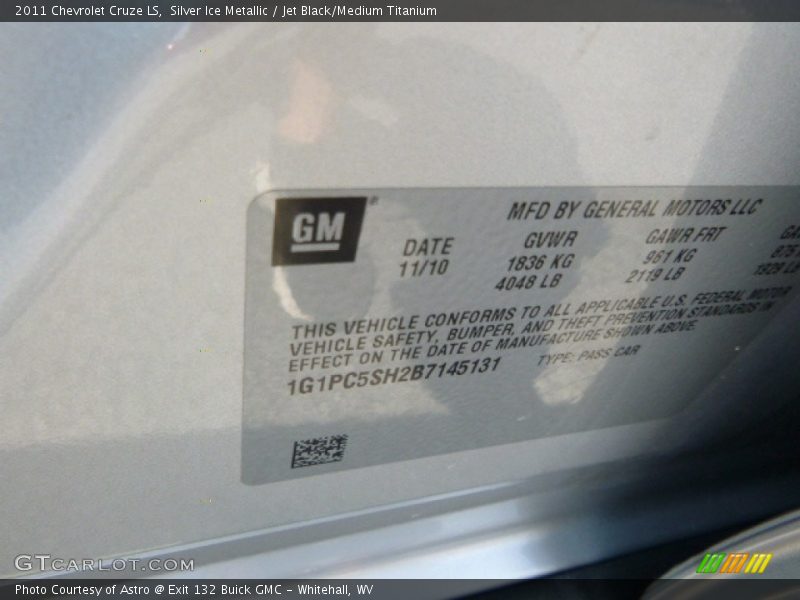 2011 Chevrolet Cruze LS, Silver Ice Metallic / Jet Black/Medium Titanium
GM®
MFD BY GENERAL MOTORS LLC
DATE GVWR GAWR FRT
11/10 1836 KG 961 KG
4048 LB 2119 LB
THIS VEHICLE CONFORMS TO ALL APPLICABLE U.S. FEDERAL MOTOR
VEHICLE SAFETY, BUMPER, AND THEFT PREVENTION STANDARDS IN
EFFECT ON THE DATE OF MANUFACTURE SHOWN ABOVE
1G1PC5SH2B7145131 TYPE: PASS CAR
GTCARLOT.COM
Photo Courtesy of Astro @ Exit 132 Buick GMC - Whitehall, WV